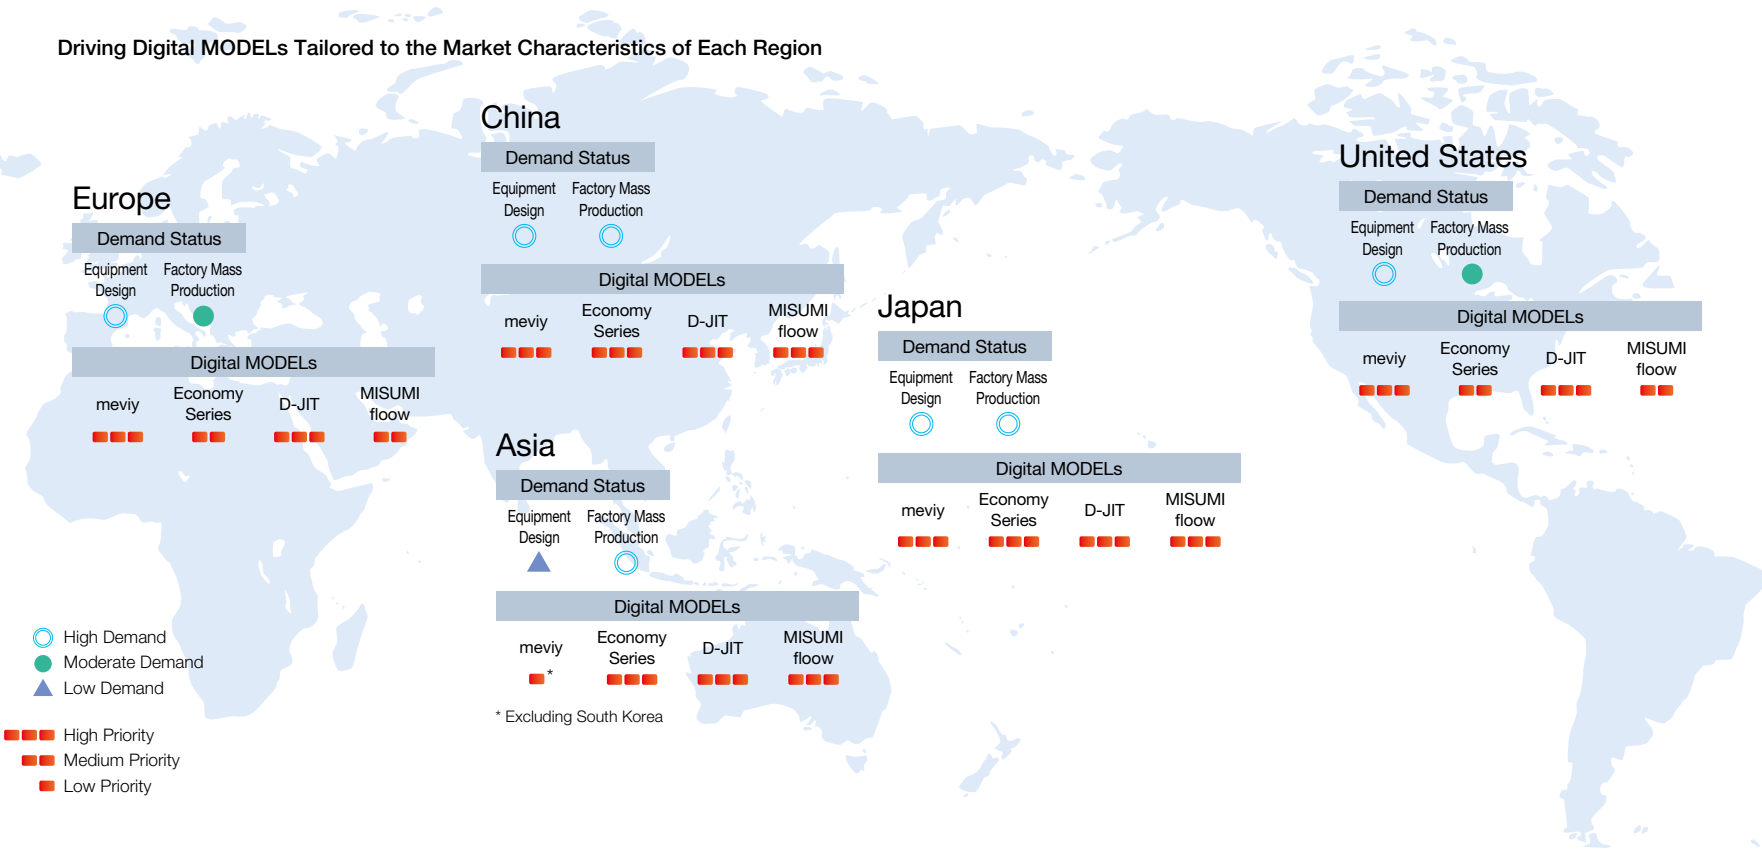 Driving Digital MODELs Tailored to the Market Characteristics of Each Region
Europe
Demand Status
Equipment Design
Factory Mass Production
Digital MODELs
meviy
Economy Series
D-JIT
MISUMI floow
China
Demand Status
Equipment Design
Factory Mass Production
Digital MODELs
meviy
Economy Series
D-JIT
MISUMI floow
Asia
Demand Status
Equipment Design
Factory Mass Production
Digital MODELs
meviy
*
Economy Series
D-JIT
MISUMI floow
* Excluding South Korea
Japan
Demand Status
Equipment Design
Factory Mass Production
Digital MODELs
meviy
Economy Series
D-JIT
MISUMI floow
United States
Demand Status
Equipment Design
Factory Mass Production
Digital MODELs
meviy
Economy Series
D-JIT
MISUMI floow
High Demand
Moderate Demand
Low Demand
High Priority
Medium Priority
Low Priority